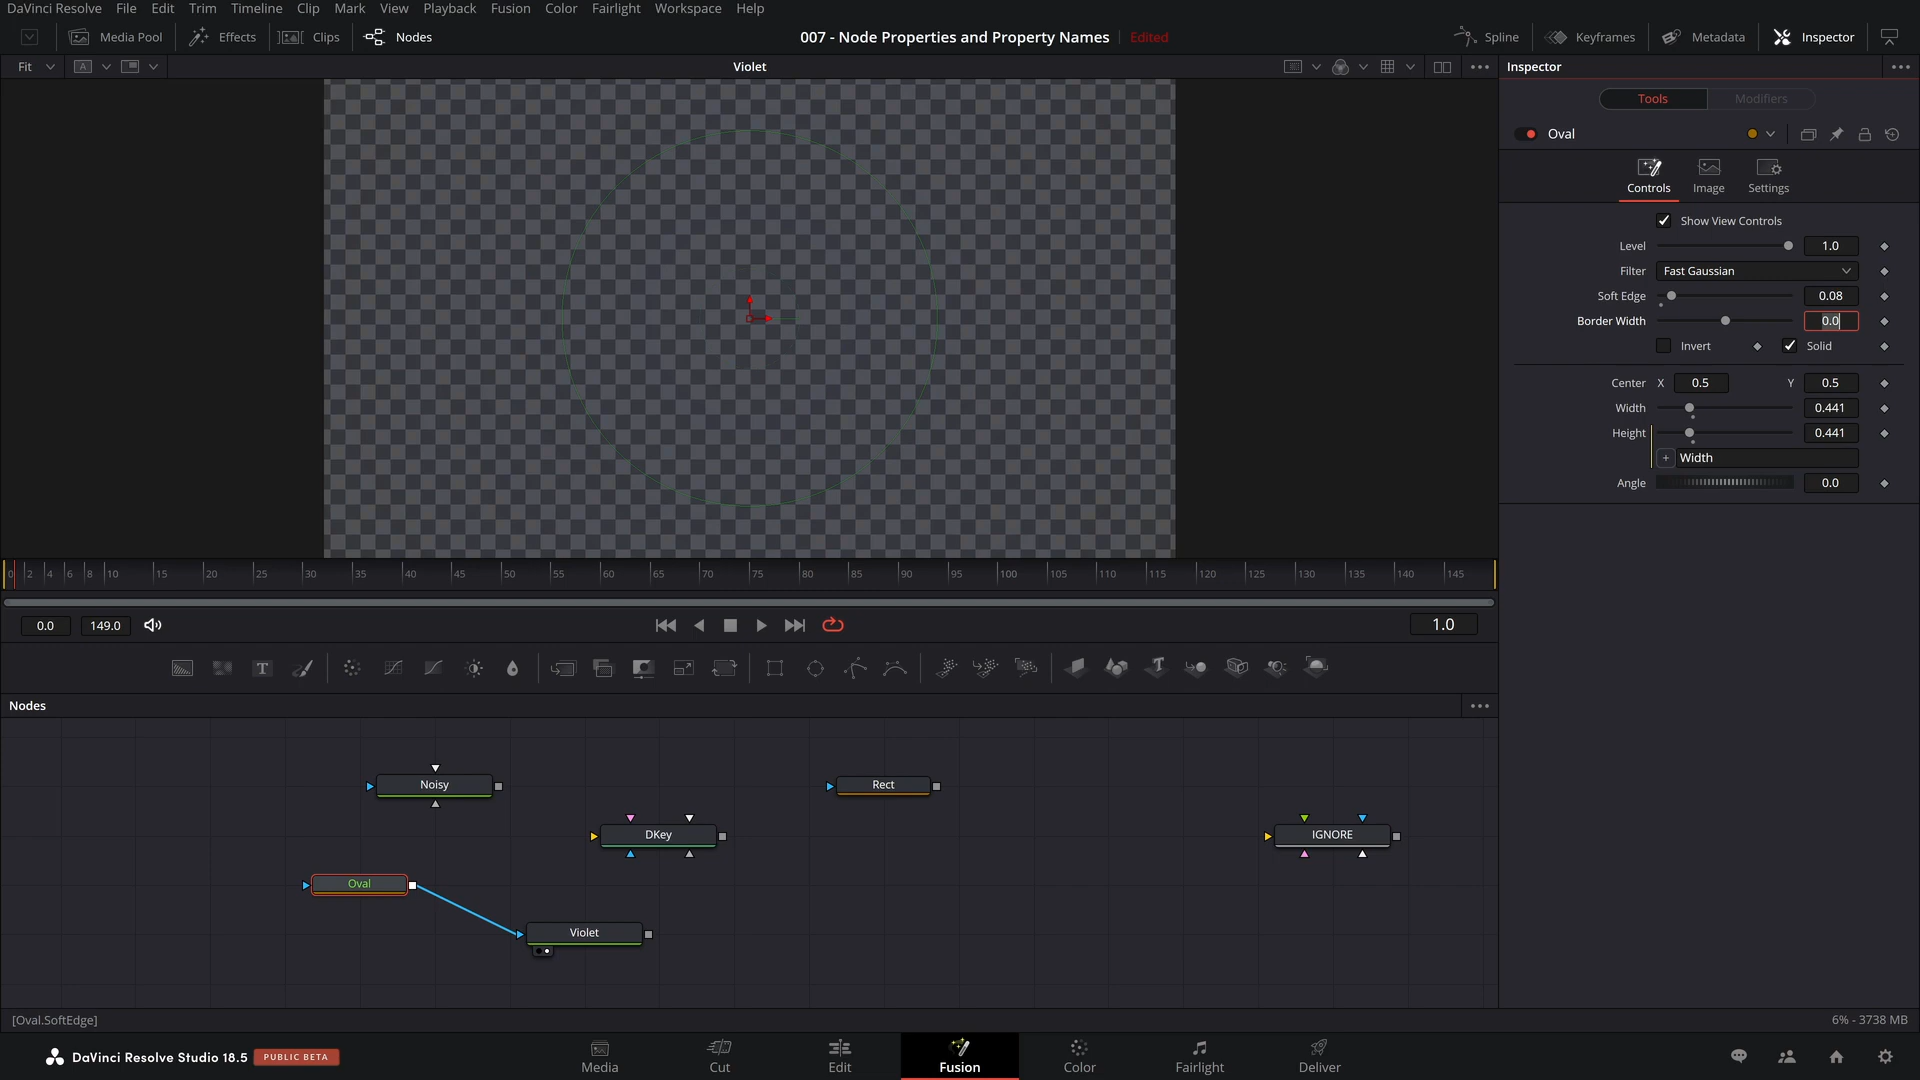 DaVinci Resolve File Edit Trim Timeline Clip Mark View Playback Fusion Color Fairlight Workspace Help
Media Pool Effects Clips Nodes 007 - Node Properties and Property Names Edited Spline Keyframes Metadata Inspector
Fit A Violet Inspector
Tools Modifiers
Oval
Controls Image Settings
Show View Controls
Level 1.0
Filter Fast Gaussian
Soft Edge 0.08
Border Width 0.0
Invert Solid
Center X 0.5 Y 0.5
Width 0.441
Height 0.441
+ Width
Angle 0.0
0 2 4 6 8 10 15 20 25 30 35 40 45 50 55 60 65 70 75 80 85 90 95 100 105 110 115 120 125 130 135 140 145
0.0 149.0 1.0
T T
Nodes
Noisy Rect
DKey IGNORE
Oval
Violet
[Oval.SoftEdge] 6% - 3738 MB
DaVinci Resolve Studio 18.5 PUBLIC BETA
Media Cut Edit Fusion Color Fairlight Deliver